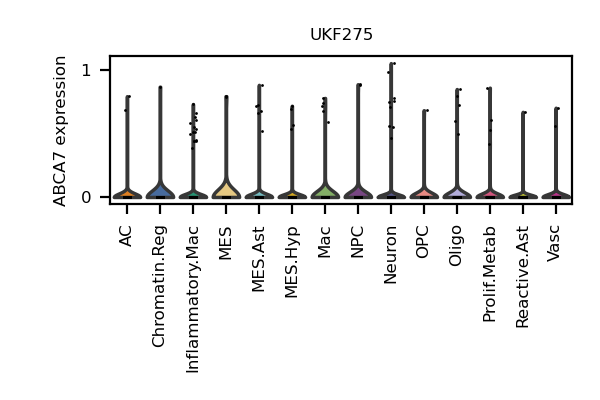 UKF275
ABCA7 expression
1
0
AC
Chromatin.Reg
Inflammatory.Mac
MES
MES.Ast
MES.Hyp
Mac
NPC
Neuron
OPC
Oligo
Prolif.Metab
Reactive.Ast
Vasc